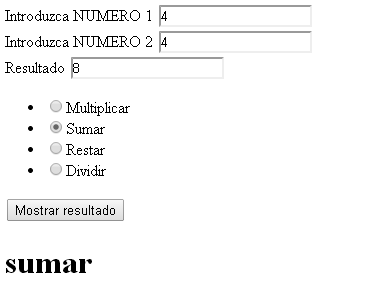 Introduzca NUMERO 1 4
Introduzca NUMERO 2 4
Resultado 8
Multiplicar
Sumar
Restar
Dividir
Mostrar resultado
sumar